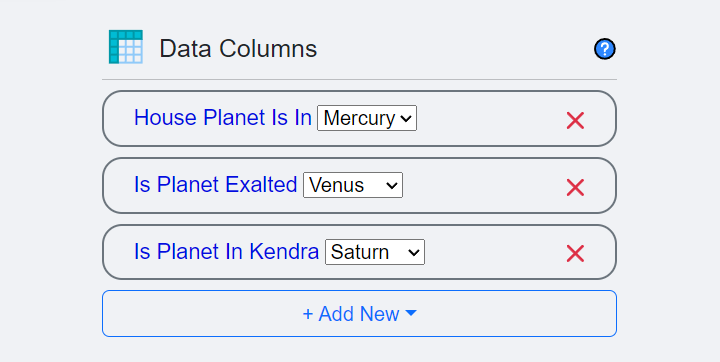 Data Columns ?
House Planet Is In Mercury
Is Planet Exalted Venus
Is Planet In Kendra Saturn
+ Add New